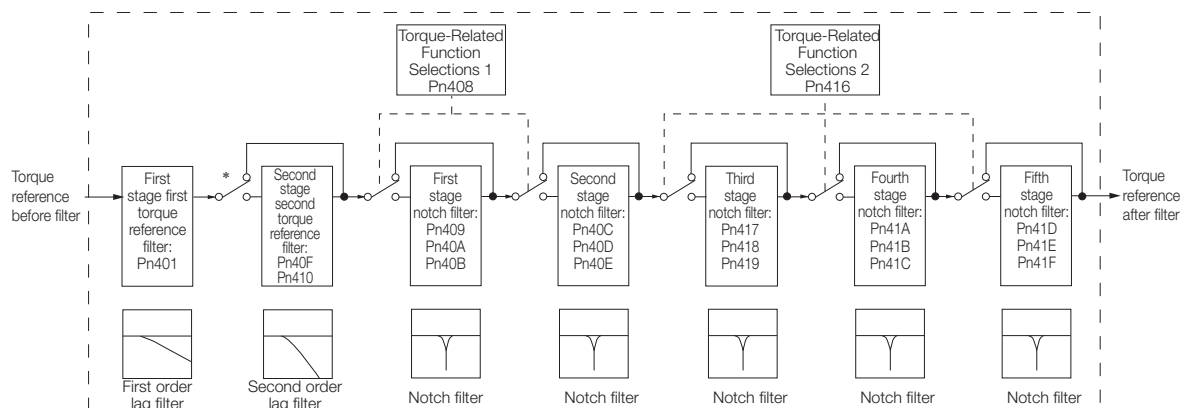 Torque-Related
Function
Selections 1
Pn408
Torque-Related
Function
Selections 2
Pn416
Torque
reference
before filter
First
stage first
torque
reference
filter:
Pn401
*
Second
stage
second
torque
reference
filter:
Pn40F
Pn410
First
stage
notch filter:
Pn409
Pn40A
Pn40B
Second
stage
notch filter:
Pn40C
Pn40D
Pn40E
Third
stage
notch filter:
Pn417
Pn418
Pn419
Fourth
stage
notch filter:
Pn41A
Pn41B
Pn41C
Fifth
stage
notch filter:
Pn41D
Pn41E
Pn41F
Torque
reference
after filter
First order
lag filter
Second order
lag filter
Notch filter
Notch filter
Notch filter
Notch filter
Notch filter